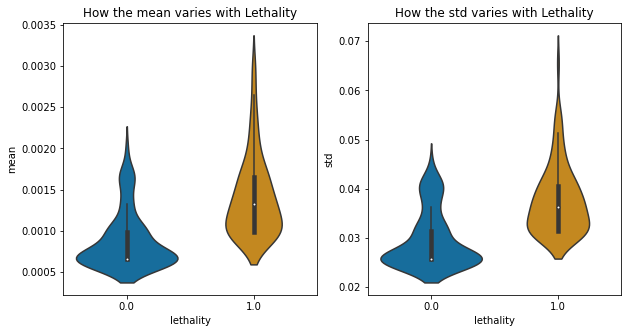 How the mean varies with Lethality
0.0035
0.0030
0.0025
0.0020
0.0015
0.0010
0.0005
mean
0.0
1.0
lethality
How the std varies with Lethality
0.07
0.06
0.05
0.04
0.03
0.02
std
0.0
1.0
lethality